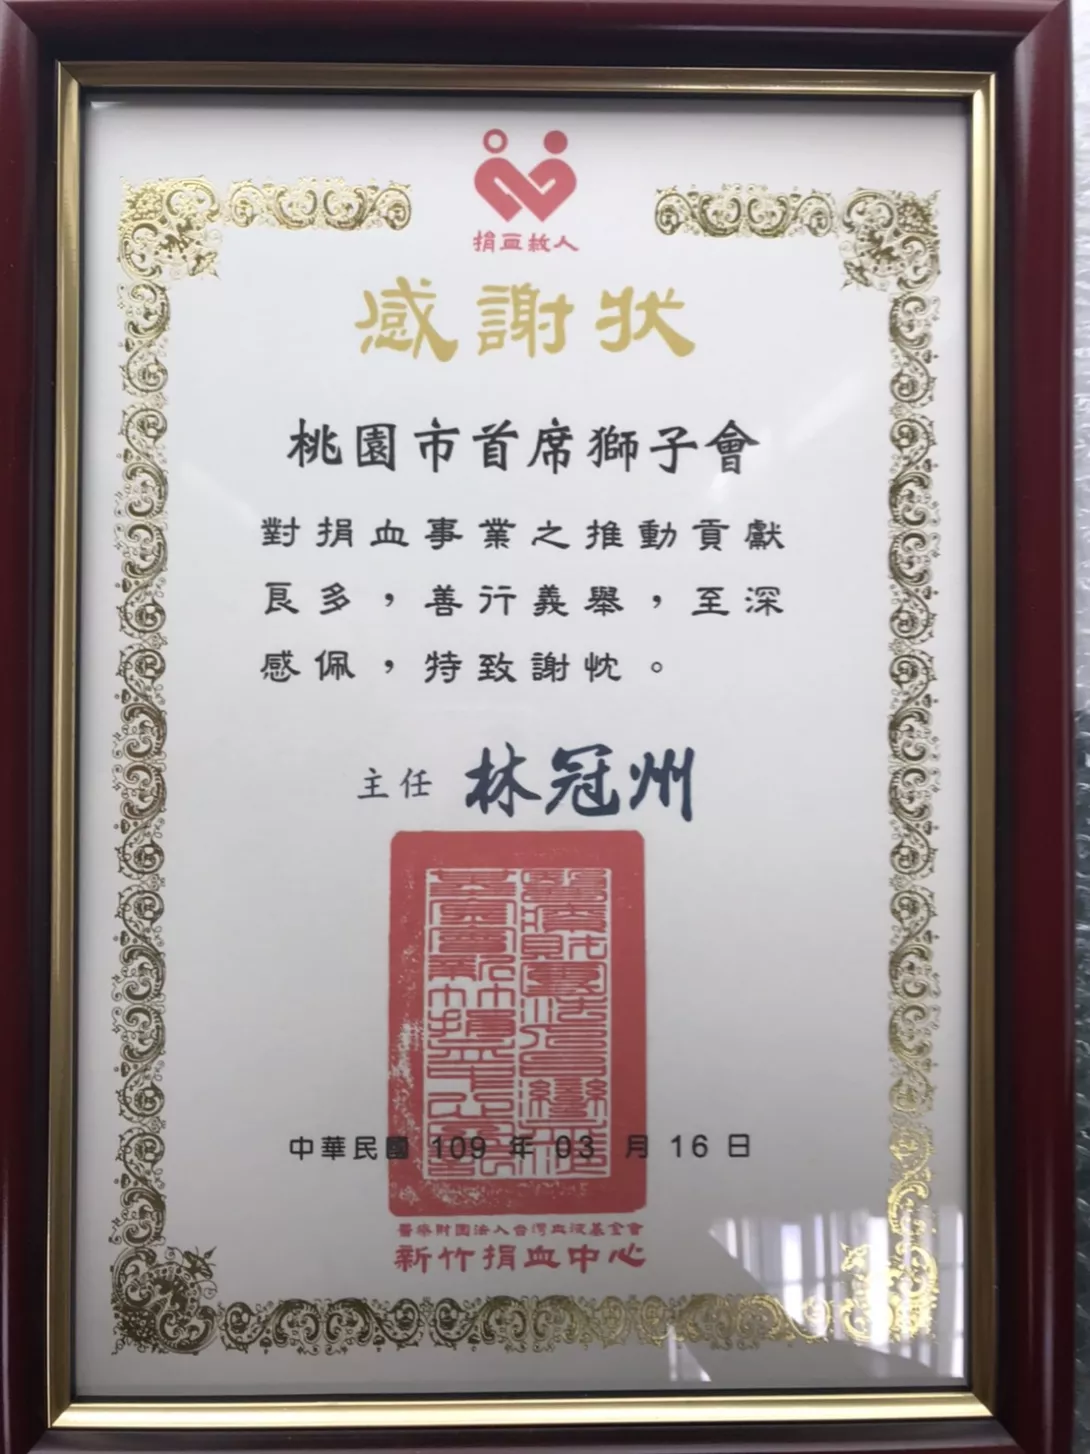 捐血救人
感謝狀
桃園市首席獅子會
對捐血事業之推動貢獻
良多，善行義舉，至深
感佩，特致謝忱。
主任 林冠州
中華民國 109 年 03 月 16 日
醫療財團法人台灣血液基金會
新竹捐血中心